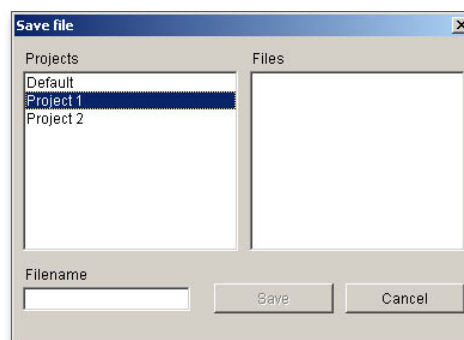 Save file
Projects
Files
Default
Project 1
Project 2
Filename
Save
Cancel